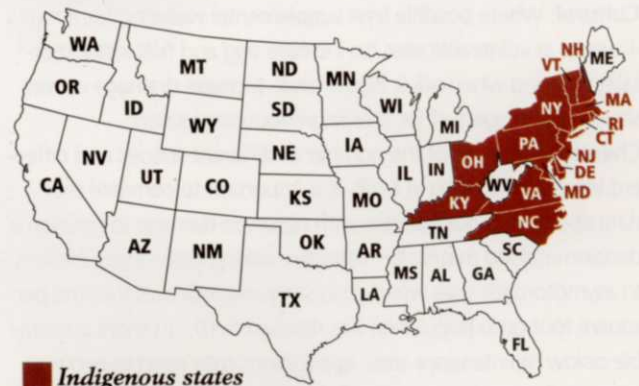 WA
MT
ND
MN
OR
ID
SD
WI
MI
NY
VT
NH
ME
MA
RI
CT
NJ
DE
MD
WY
NE
IA
PA
NV
UT
CO
IL
IN
OH
WV
VA
CA
KS
MO
KY
NC
AZ
NM
OK
AR
TN
SC
TX
LA
MS
AL
GA
FL
Indigenous states